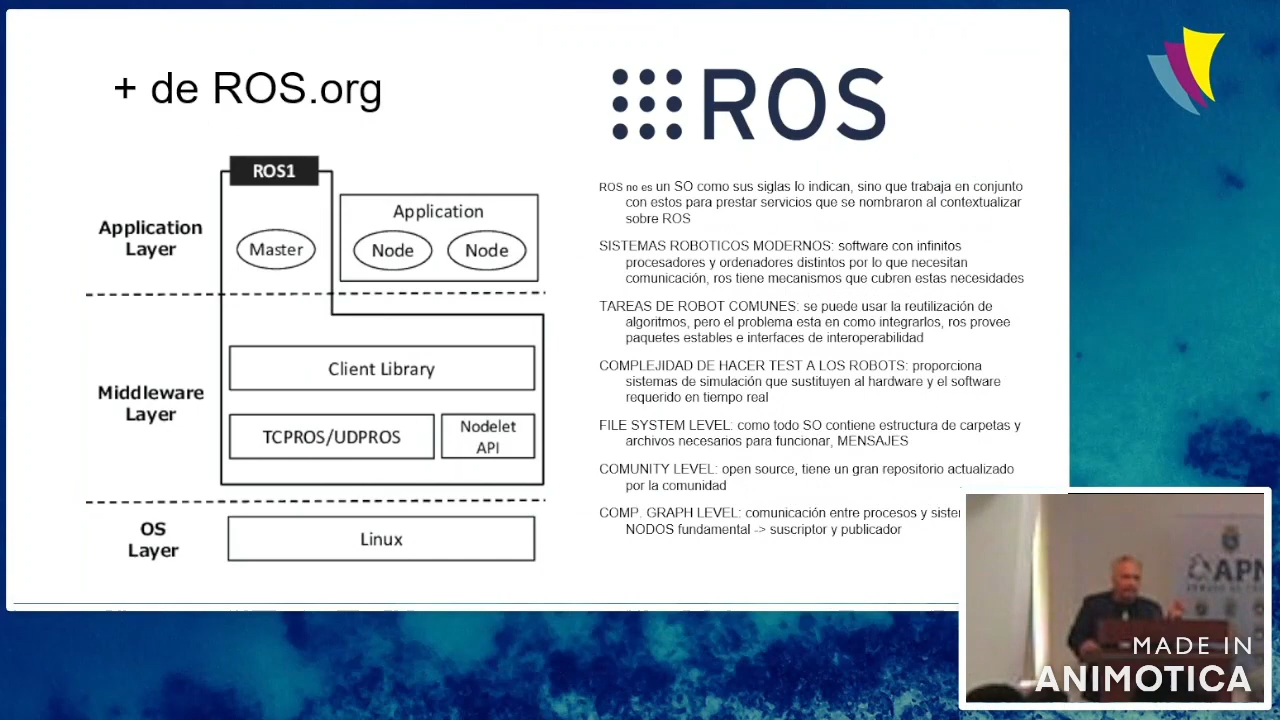 + de ROS.org
ROS
ROS1
Application
Layer
Master
Application
Node
Node
Middleware
Layer
Client Library
TCPROS/UDPROS
Nodelet
API
OS
Layer
Linux
ROS no es un SO como sus siglas lo indican, sino que trabaja en conjunto
con estos para prestar servicios que se nombraron al contextualizar
sobre ROS
SISTEMAS ROBOTICOS MODERNOS: software con infinitos
procesadores y ordenadores distintos por lo que necesitan
comunicación, ros tiene mecanismos que cubren estas necesidades
TAREAS DE ROBOT COMUNES: se puede usar la reutilización de
algoritmos, pero el problema esta en como integrarlos, ros provee
paquetes estables e interfaces de interoperabilidad
COMPLEJIDAD DE HACER TEST A LOS ROBOTS: proporciona
sistemas de simulación que sustituyen al hardware y el software
requerido en tiempo real
FILE SYSTEM LEVEL: como todo SO contiene estructura de carpetas y
archivos necesarios para funcionar, MENSAJES
COMUNITY LEVEL: open source, tiene un gran repositorio actualizado
por la comunidad
COMP. GRAPH LEVEL: comunicación entre procesos y
NODOS fundamental -> suscriptor y publicador
MADE IN
ANIMOTICA